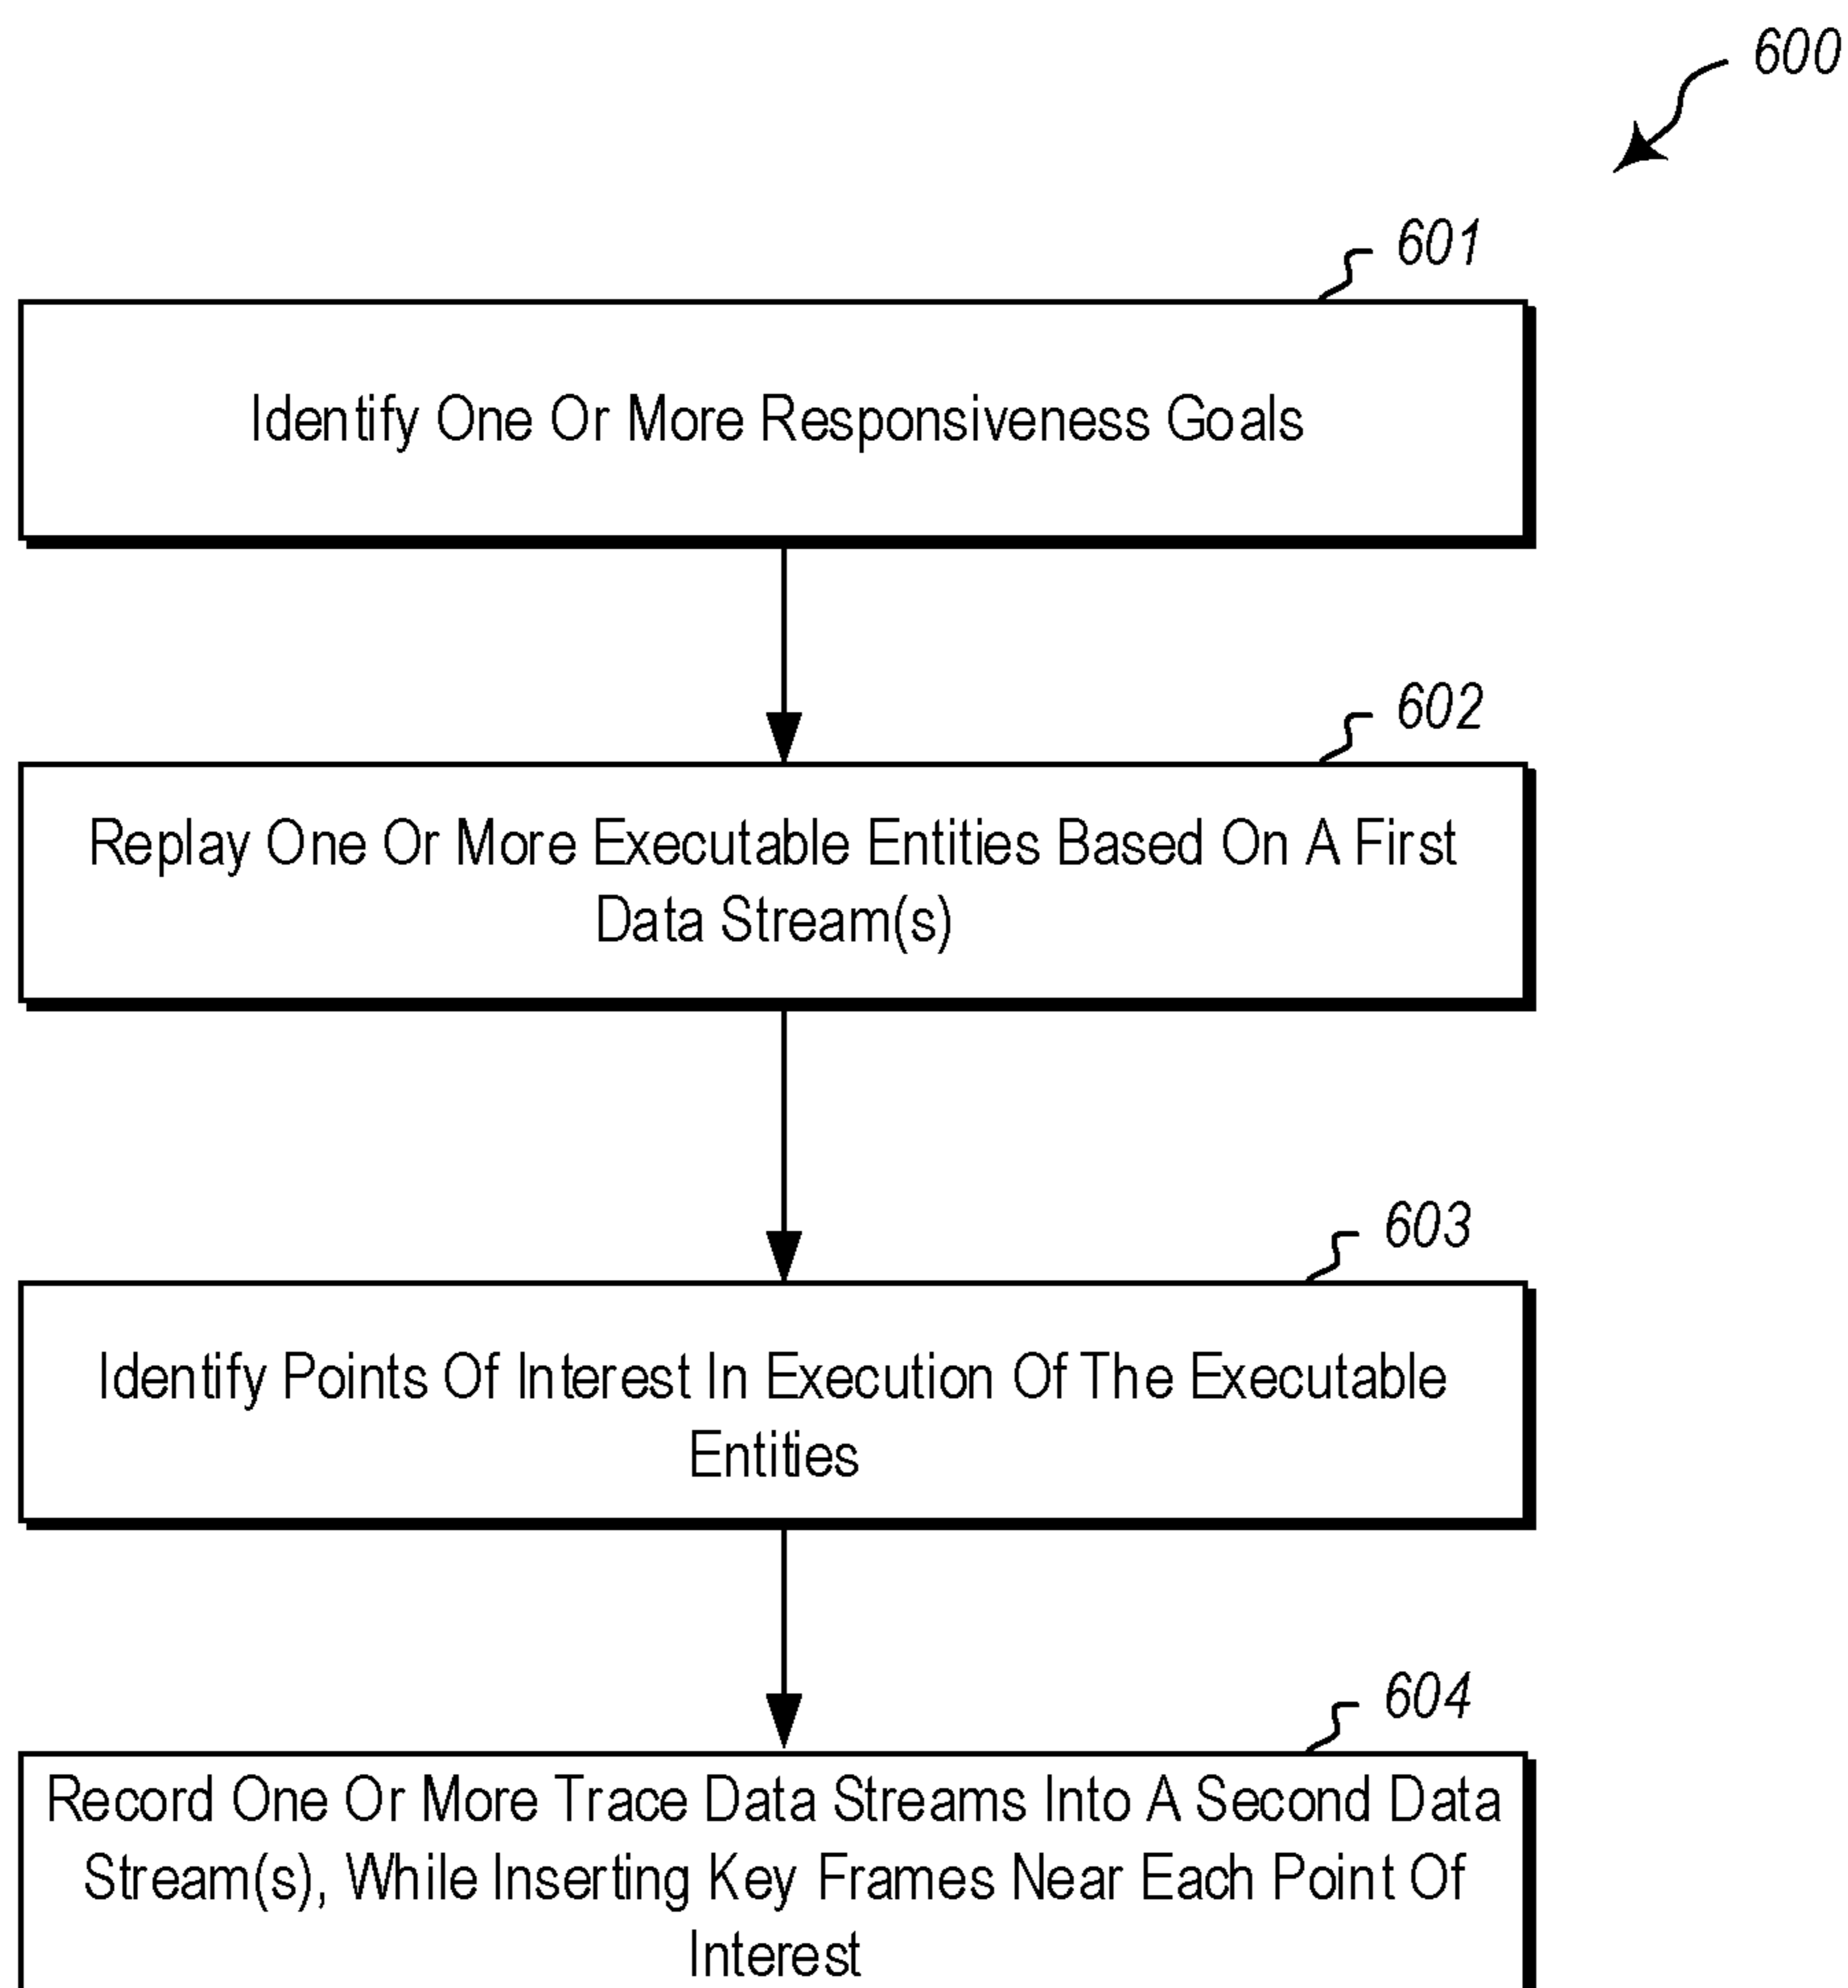 600
601
Identify One Or More Responsiveness Goals
602
Replay One Or More Executable Entities Based On A First
Data Stream(s)
603
Identify Points Of Interest In Execution Of The Executable
Entities
604
Record One Or More Trace Data Streams Into A Second Data
Stream(s), While Inserting Key Frames Near Each Point Of
Interest